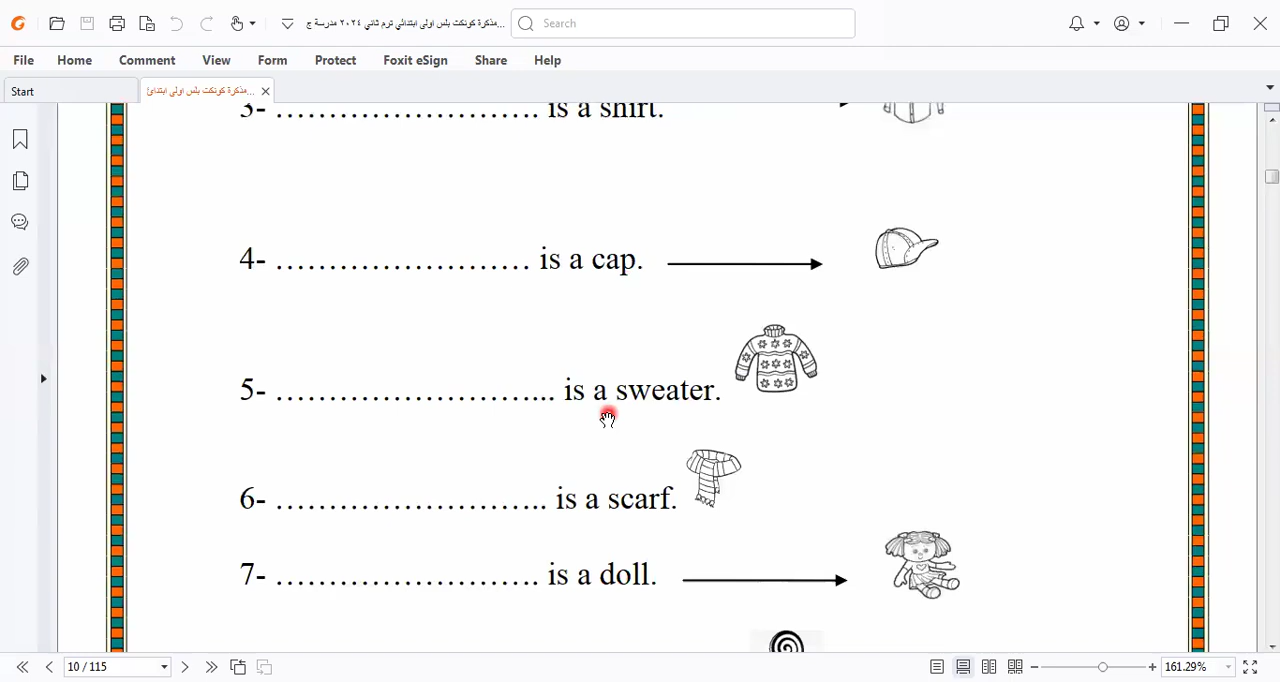 ...مذكرة كونكت بلس اولى ابتدائي ترم ثاني ٢٠٢٤ مدرسة ج
Search
File Home Comment View Form Protect Foxit eSign Share Help
Start
...مذكرة كونكت بلس اولى ابتدائ
3- ……………………….. is a shirt.
4- ……………………… is a cap.
5- ………………………... is a sweater.
6- ……………………….. is a scarf.
7- ………………………. is a doll.
10 / 115
161.29%